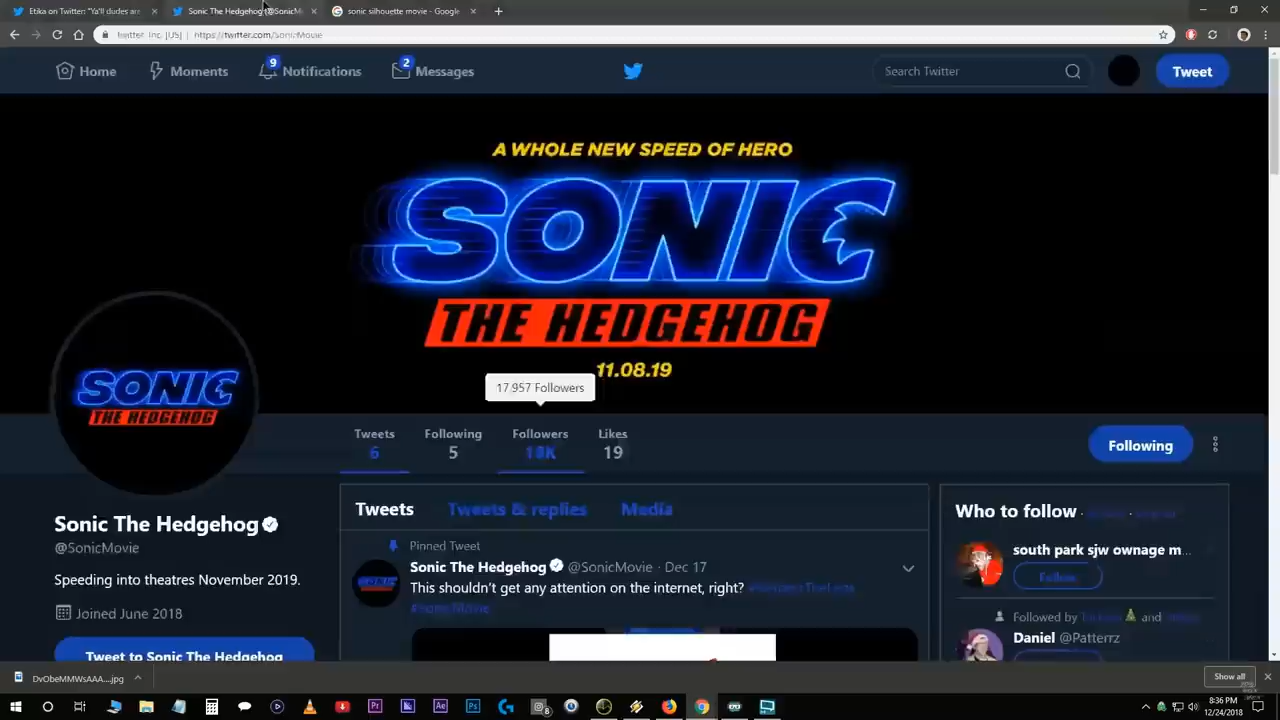 Etika on Twitter: "Ya'll dudes are
Sonic The Hedgehog (@SonicM
sonic silhouette movie - Google
Twitter, Inc. [US] | https://twitter.com/SonicMovie
Home
Moments
9
Notifications
2
Messages
Search Twitter
Tweet
A WHOLE NEW SPEED OF HERO
SONIC
THE HEDGEHOG
11.08.19
SONIC
THE HEDGEHOG
17,957 Followers
Tweets
6
Following
5
Followers
18K
Likes
19
Following
Sonic The Hedgehog
@SonicMovie
Speeding into theatres November 2019.
Joined June 2018
Tweet to Sonic The Hedgehog
Tweets
Tweets & replies
Media
Pinned Tweet
Sonic The Hedgehog @SonicMovie · Dec 17
This shouldn't get any attention on the internet, right?
#SonicMovie
Who to follow
south park sjw ownage m...
Follow
Followed by
and
Daniel @Patterrz
DvObeMMWsAAA....jpg
Show all
8:36 PM
12/24/2018